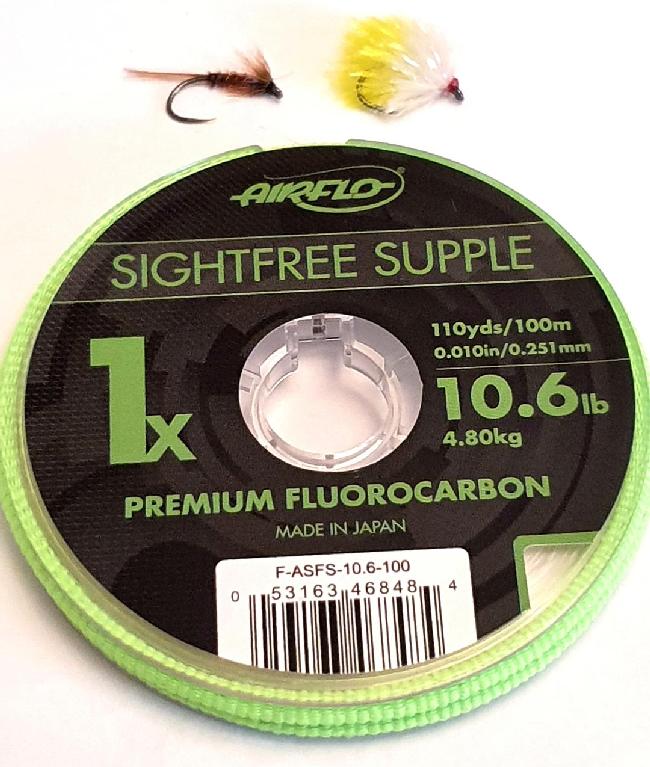 AIRFLO®
SIGHTFREE SUPPLE
1x
110yds/100m
0.010in/0.251mm
10.6lb
4.80kg
PREMIUM FLUOROCARBON
MADE IN JAPAN
F-ASFS-10.6-100
0 53163 46848 4